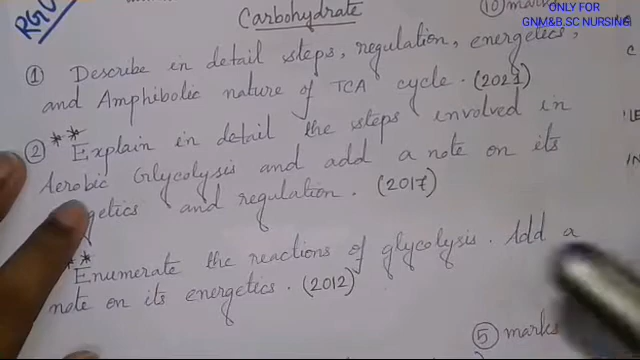 RGU
Carbohydrate
⑩ marks
ONLY FOR
GNM&B.SC NURSING
① Describe in detail steps, regulation, energetics,
and Amphibolic nature of TCA cycle. (2021)
② ** Explain in detail the steps involved in
Aerobic Glycolysis and add a note on its
getics and regulation. (2017)
** Enumerate the reactions of glycolysis. Add a
note on its energetics. (2012)
⑤ marks